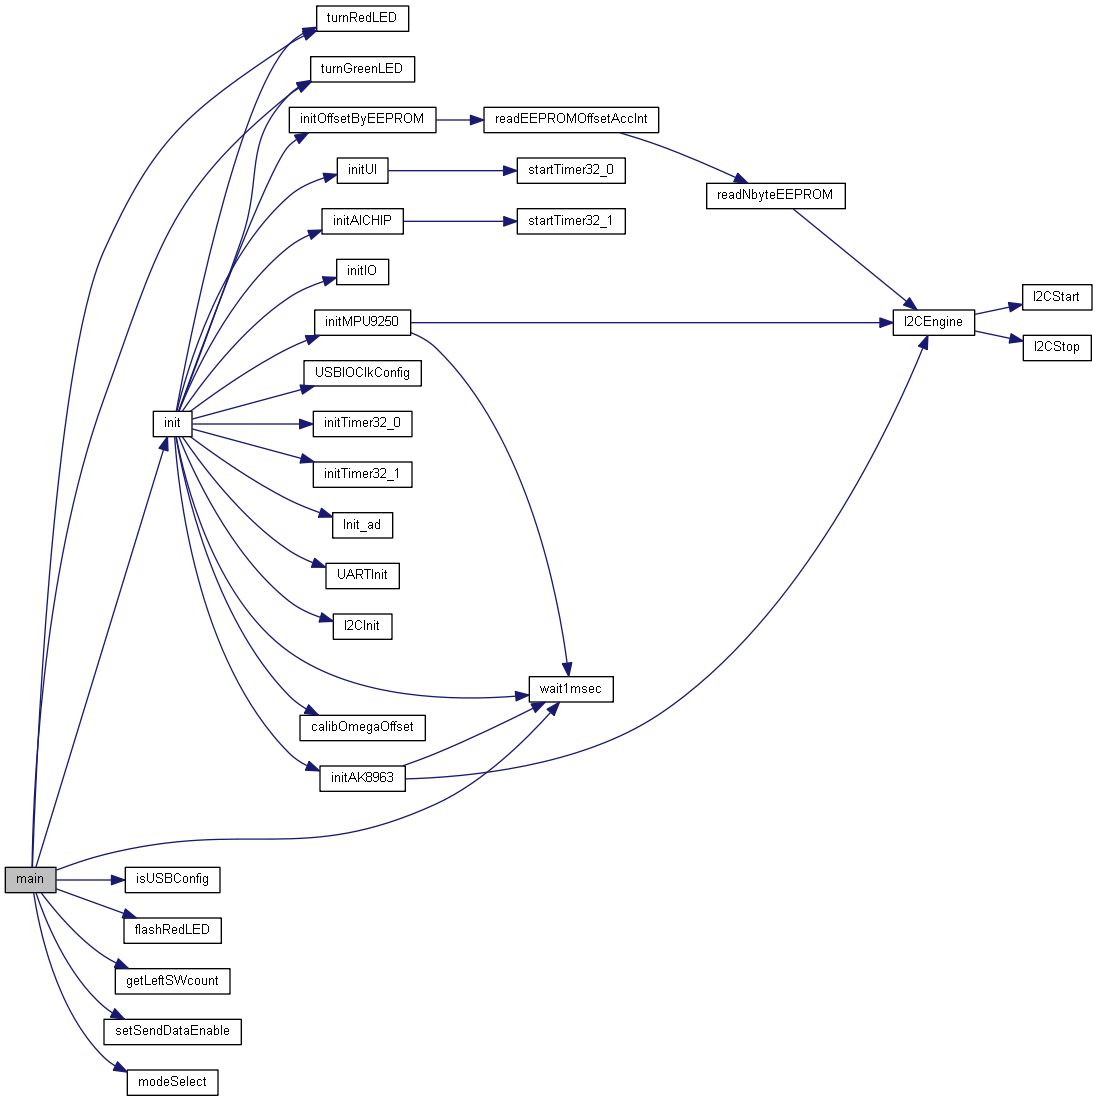 turnRedLED
turnGreenLED
initOffsetByEEPROM
readEEPROMOffsetAccInt
initUI
startTimer32_0
readNbyteEEPROM
initAICHIP
startTimer32_1
initIO
I2CStart
initMPU9250
I2CEngine
I2CStop
USBIOClkConfig
init
initTimer32_0
initTimer32_1
Init_ad
UARTInit
I2CInit
wait1msec
calibOmegaOffset
initAK8963
main
isUSBConfig
flashRedLED
getLeftSWcount
setSendDataEnable
modeSelect